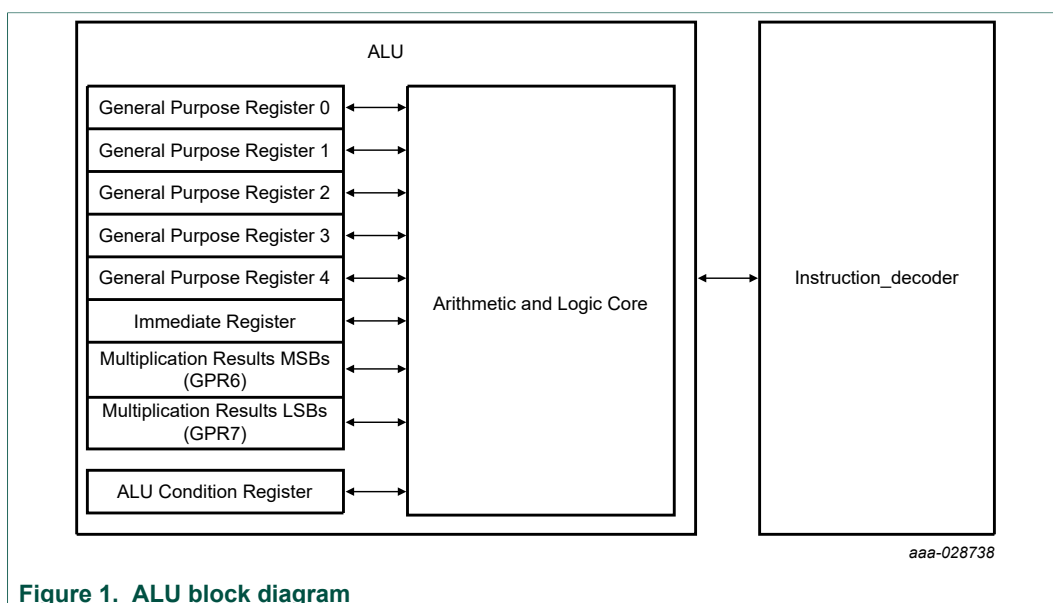 ALU
General Purpose Register 0
General Purpose Register 1
General Purpose Register 2
General Purpose Register 3
General Purpose Register 4
Immediate Register
Multiplication Results MSBs
(GPR6)
Multiplication Results LSBs
(GPR7)
ALU Condition Register
Arithmetic and Logic Core
Instruction_decoder
aaa-028738
Figure 1. ALU block diagram